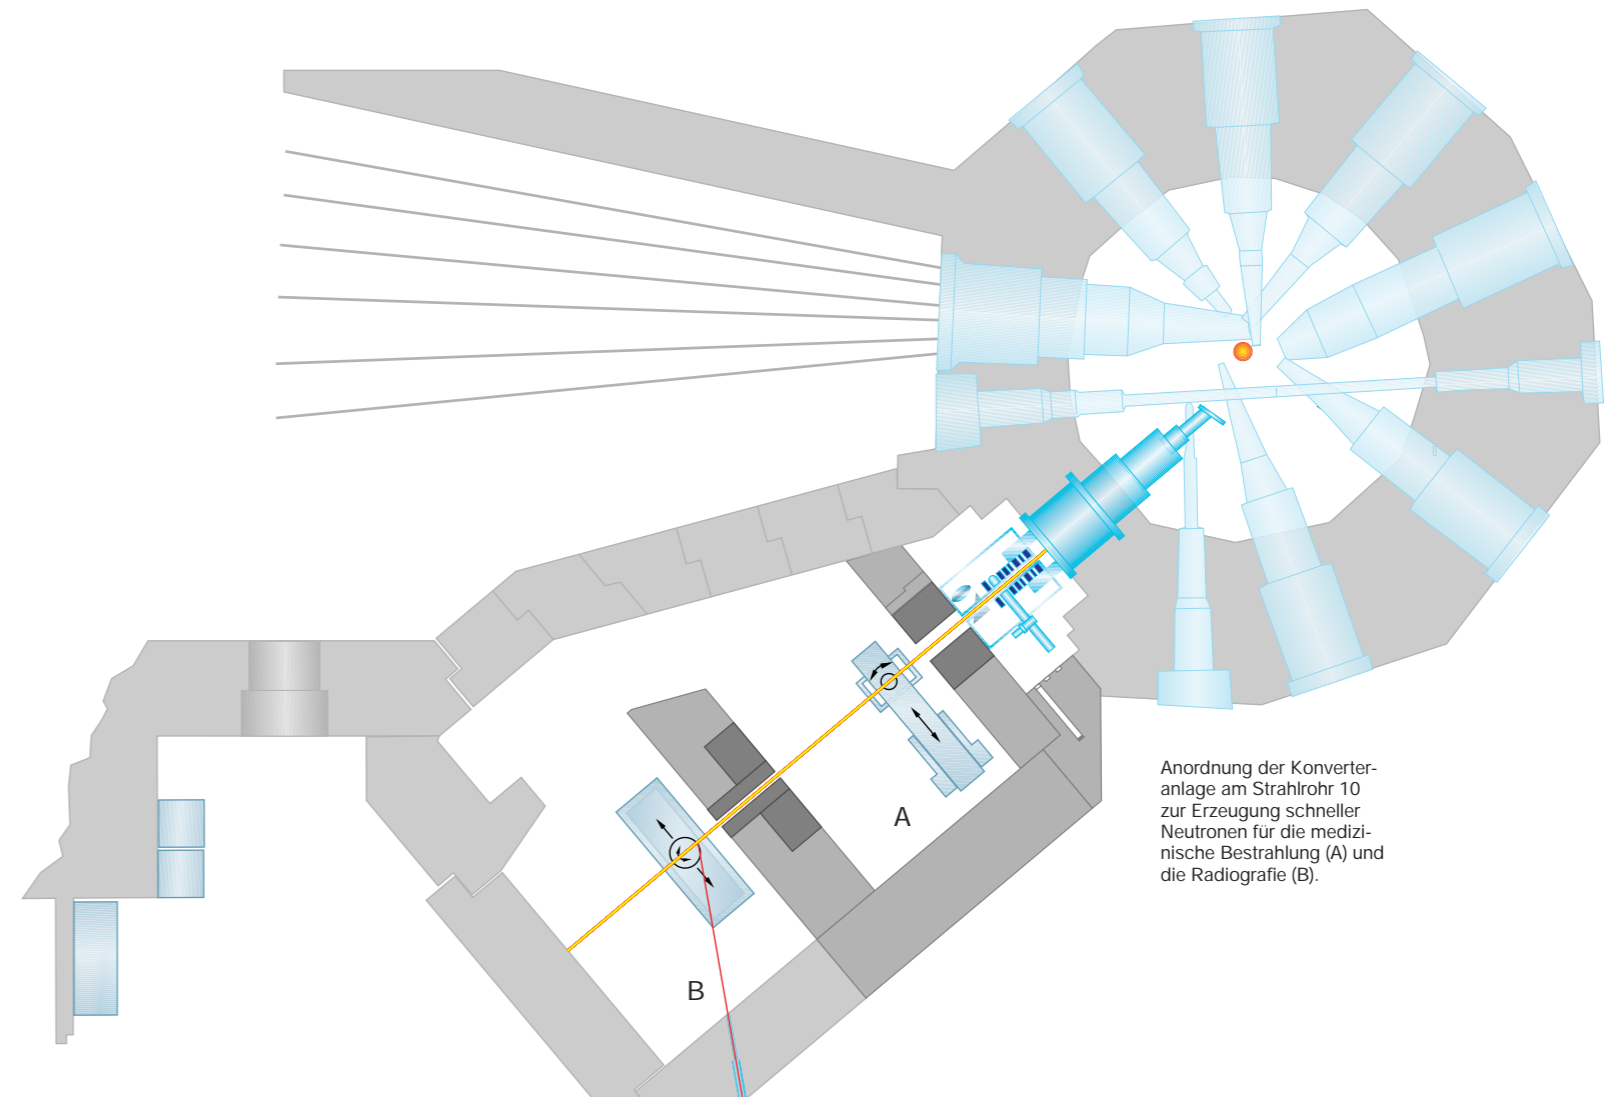 A
B
Anordnung der Konverter-
anlage am Strahlrohr 10
zur Erzeugung schneller
Neutronen für die medizi-
nische Bestrahlung (A) und
die Radiografie (B).